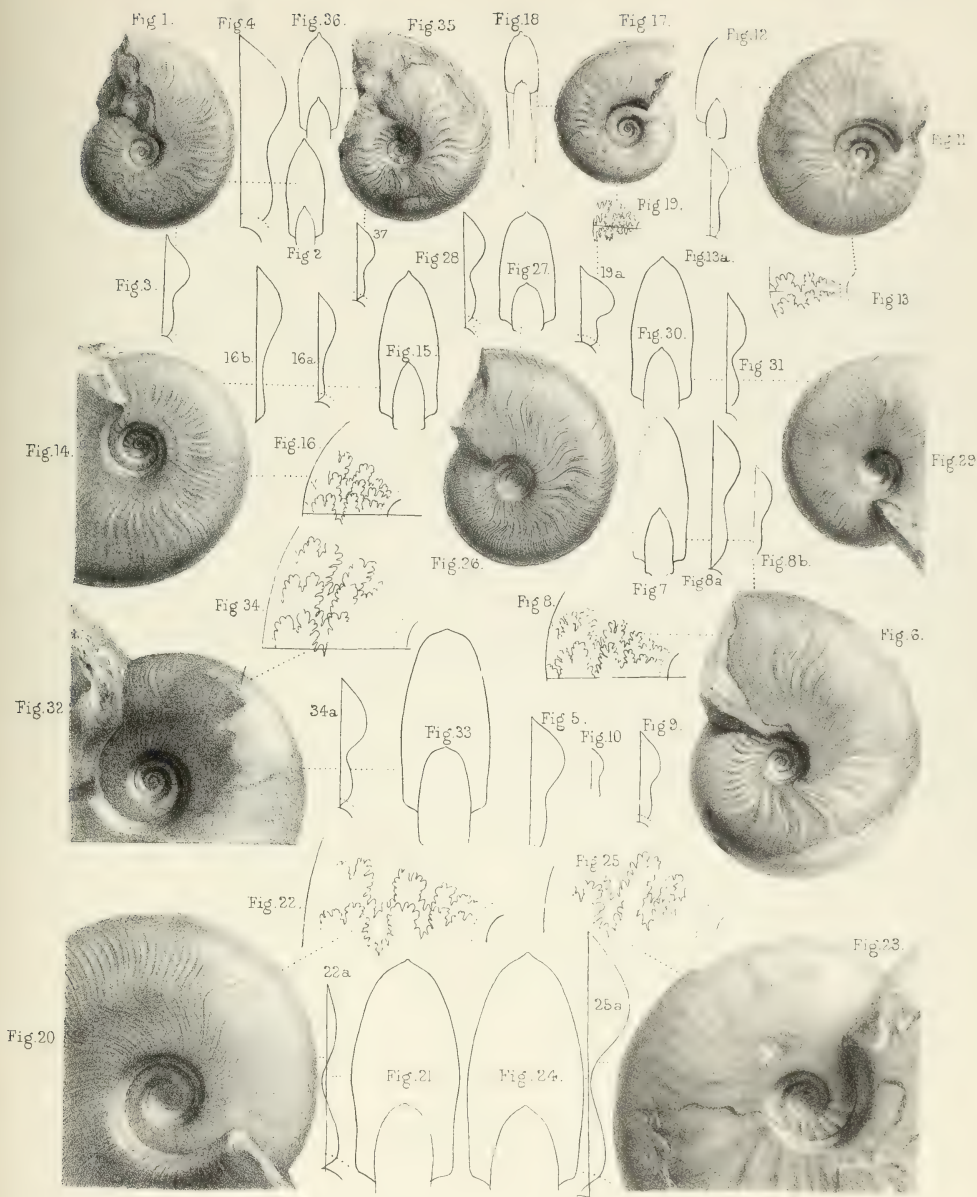 Fig 1.
Fig 4
Fig. 36.
Fig. 35
Fig. 18
Fig. 17.
Fig. 12
Fig. 11
Fig 2
37
Fig. 28
Fig. 27.
Fig 19.
19a
Fig. 13a.
Fig 13
Fig. 3.
16b
16a
Fig. 15.
Fig. 30.
Fig 31
Fig. 14.
Fig. 16
Fig. 29
Fig. 26.
Fig 7
Fig 8a
Fig. 8b.
Fig 34.
Fig 8.
Fig. 6.
Fig. 32
34a
Fig. 33
Fig 5.
Fig. 10
Fig. 9
Fig. 22.
Fig 25
Fig. 23.
22a
25a
Fig. 20
Fig. 21
Fig. 24.